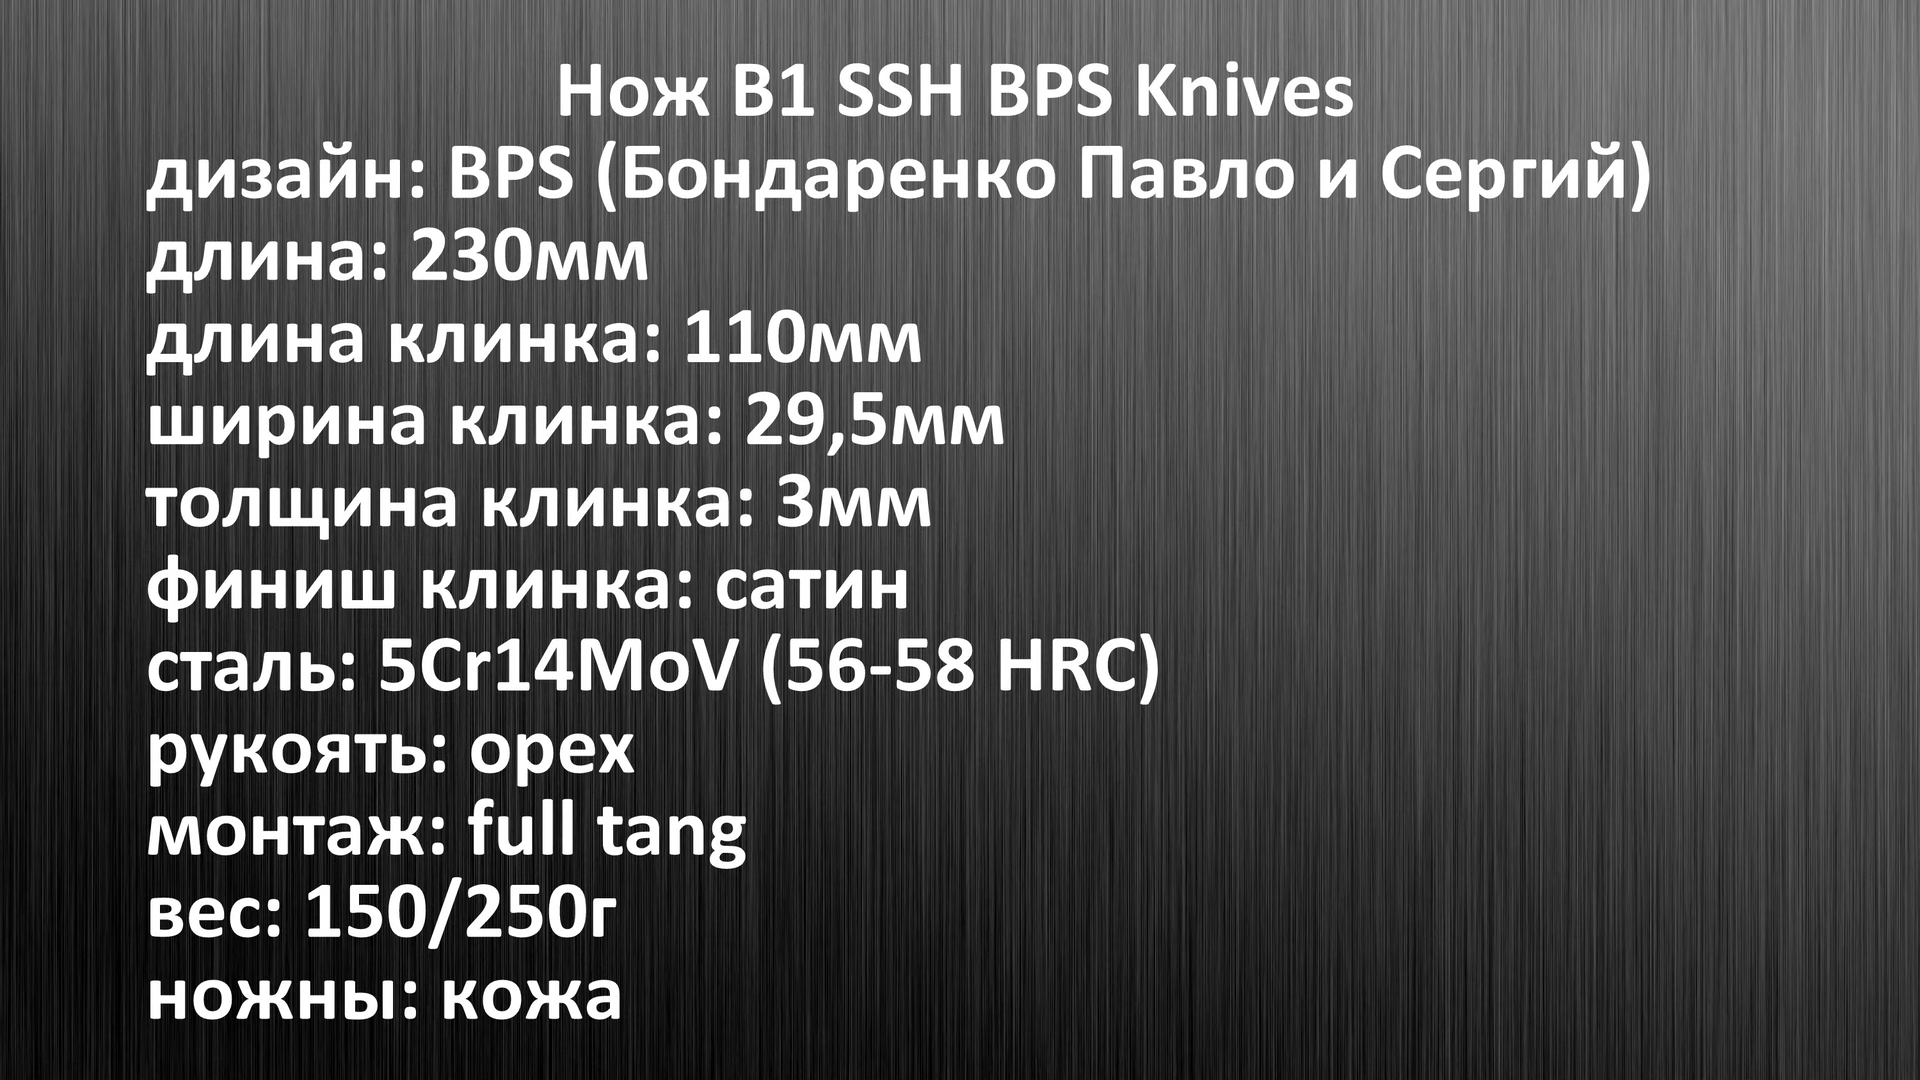 Нож B1 SSH BPS Knives
дизайн: BPS (Бондаренко Павло и Сергий)
длина: 230мм
длина клинка: 110мм
ширина клинка: 29,5мм
толщина клинка: 3мм
финиш клинка: сатин
сталь: 5Cr14MoV (56-58 HRC)
рукоять: орех
монтаж: full tang
вес: 150/250г
ножны: кожа